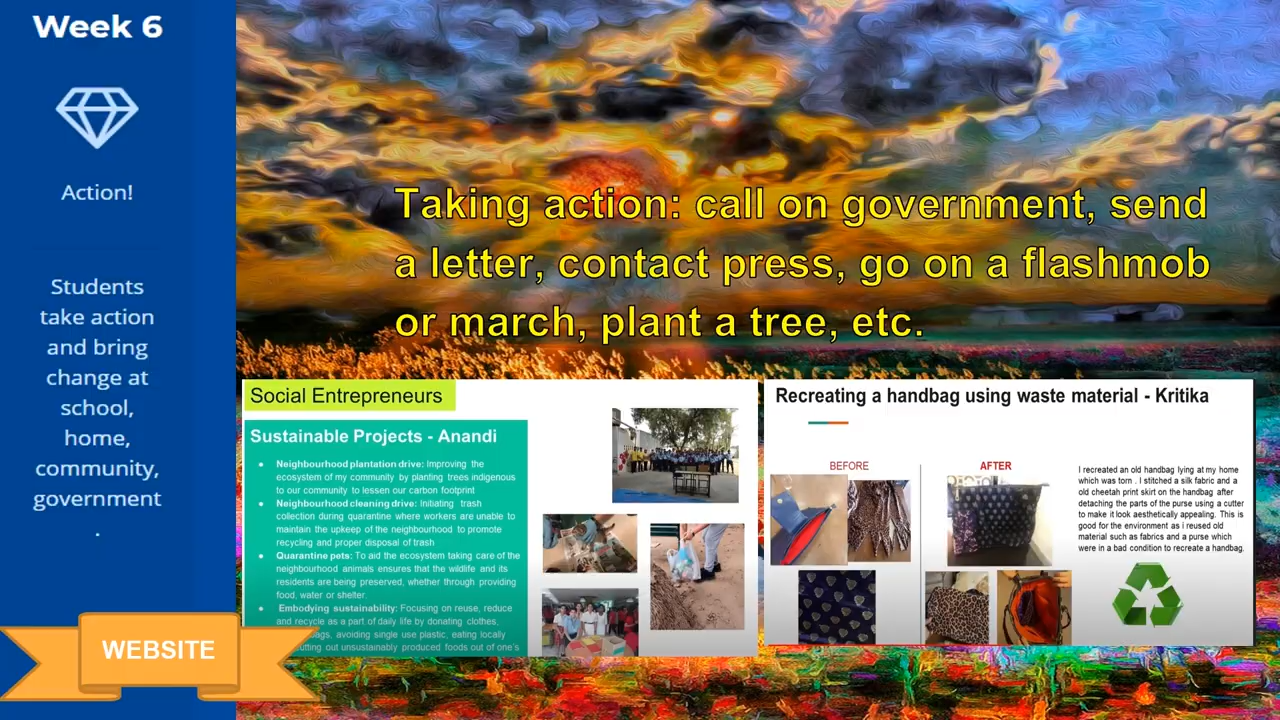 Week 6
Action!
Students
take action
and bring
change at
school,
home,
community,
government
.
WEBSITE
Taking action: call on government, send
a letter, contact press, go on a flashmob
or march, plant a tree, etc.
Social Entrepreneurs
Sustainable Projects - Anandi
• Neighbourhood plantation drive: Improving the
ecosystem of my community by planting trees indigenous
to our community to lessen our carbon footprint
• Neighbourhood cleaning drive: Initiating trash
collection during quarantine where workers are unable to
maintain the upkeep of the neighbourhood to promote
recycling and proper disposal of trash
• Quarantine pets: To aid the ecosystem taking care of the
neighbourhood animals ensures that the wildlife and its
residents are being preserved, whether through providing
food, water or shelter.
• Embodying sustainability: Focusing on reuse, reduce
and recycle as a part of daily life by donating clothes,
bags, avoiding single use plastic, eating locally
cutting out unsustainably produced foods out of one's
Recreating a handbag using waste material - Kritika
BEFORE
AFTER
I recreated an old handbag lying at my home
which was torn . I stitched a silk fabric and a
old cheetah print skirt on the handbag after
detaching the parts of the purse using a cutter
to make it look aesthetically appealing. This is
good for the environment as i reused old
material such as fabrics and a purse which
were in a bad condition to recreate a handbag.